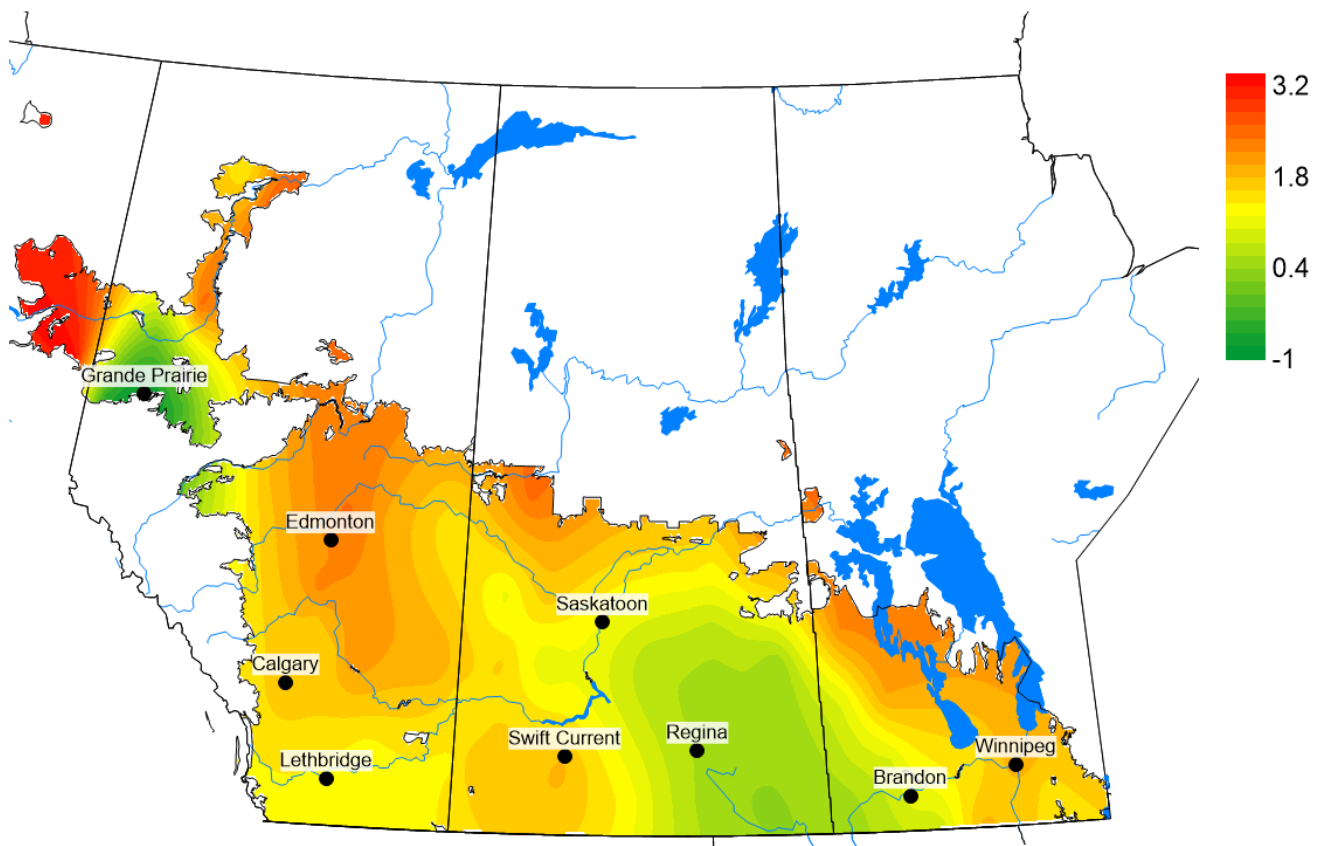 3.2
1.8
0.4
-1
Grande Prairie
Edmonton
Saskatoon
Calgary
Swift Current
Regina
Lethbridge
Winnipeg
Brandon